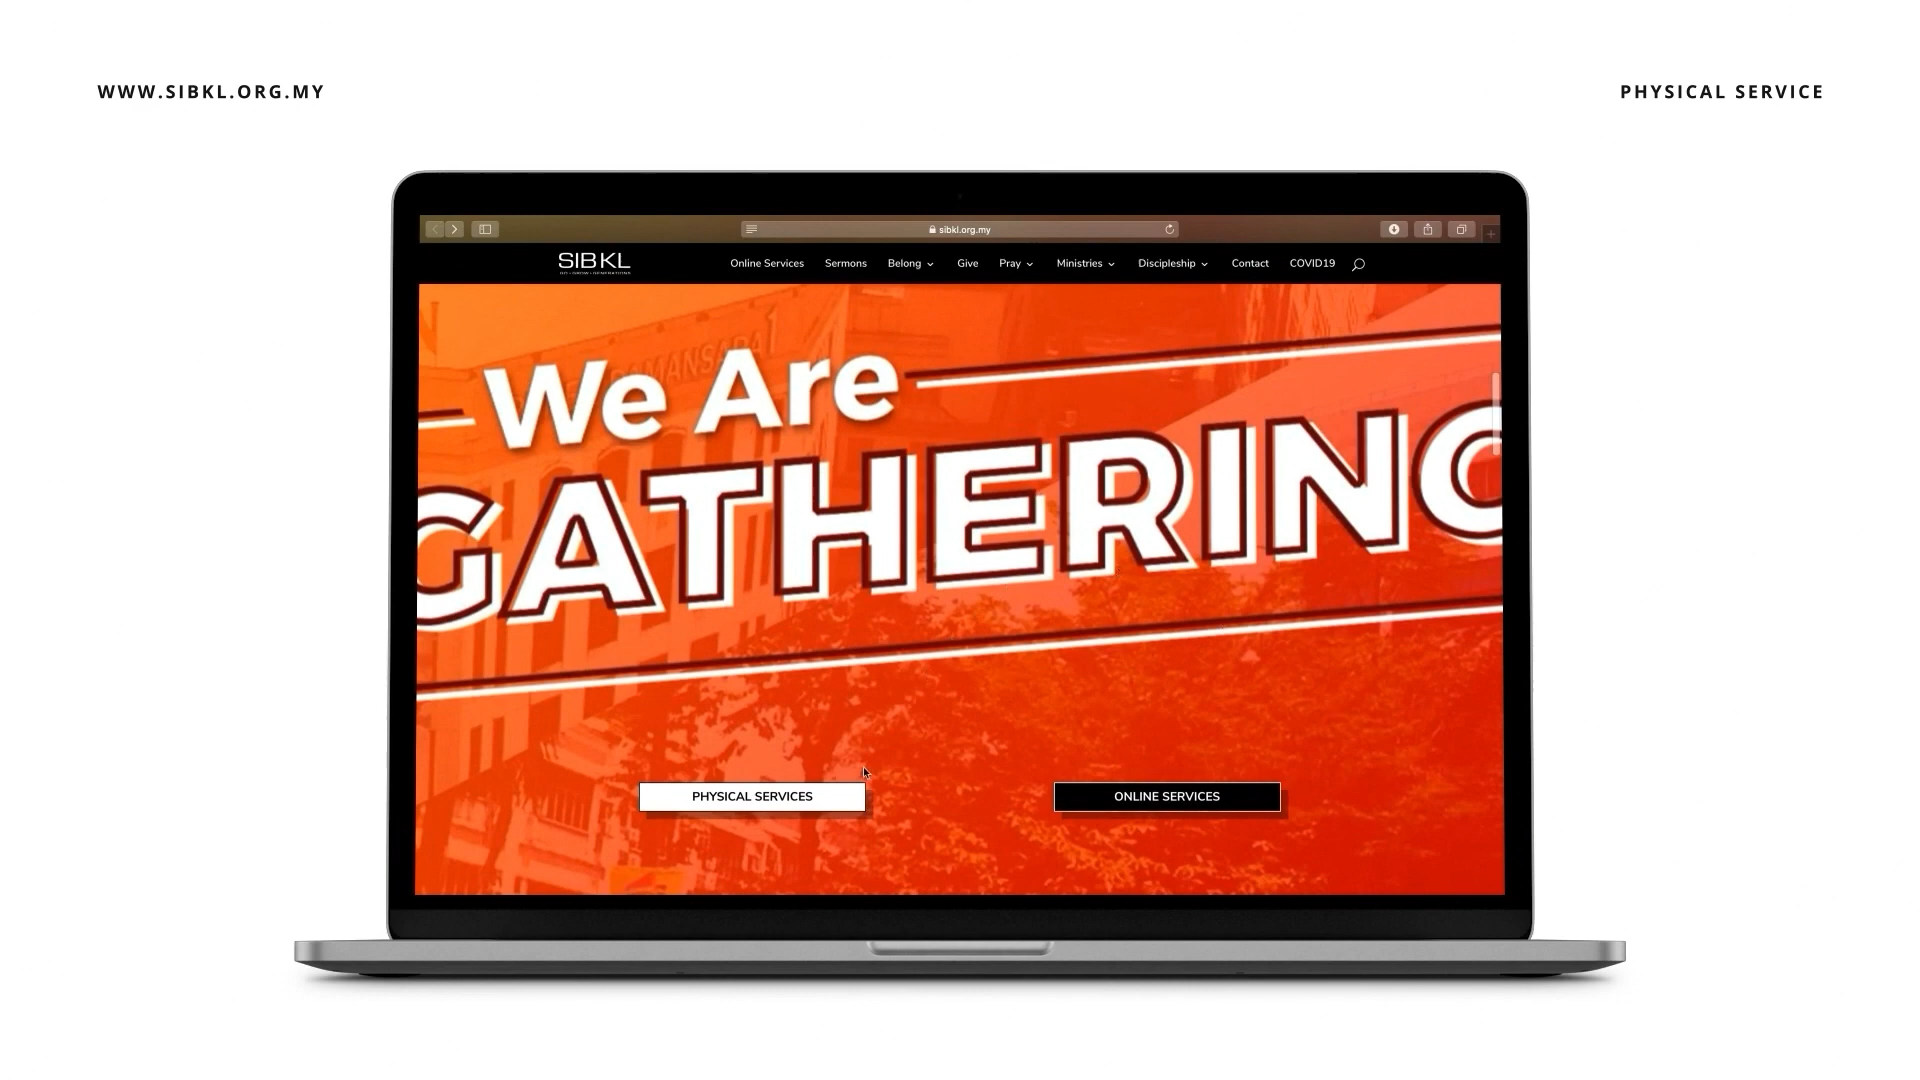 WWW.SIBKL.ORG.MY
PHYSICAL SERVICE
sibkl.org.my
SIBKL
Online Services Sermons Belong Give Pray Ministries Discipleship Contact COVID19
We Are
GATHERING
PHYSICAL SERVICES
ONLINE SERVICES